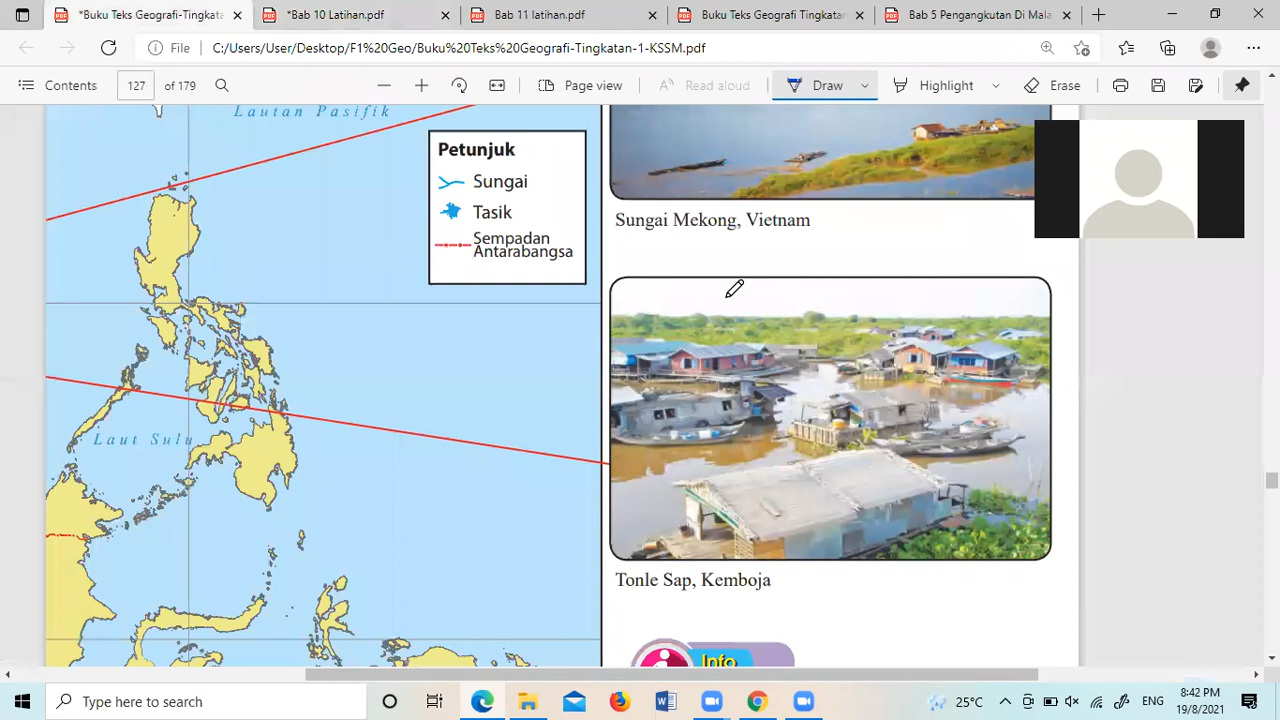 *Buku Teks Geografi-Tingkata
*Bab 10 Latihan.pdf
Bab 11 latihan.pdf
Buku Teks Geografi Tingkatan
Bab 5 Pengangkutan Di Mala
File
C:/Users/User/Desktop/F1%20Geo/Buku%20Teks%20Geografi-Tingkatan-1-KSSM.pdf
Contents
127 of 179
Page view
Read aloud
Draw
Highlight
Erase
Lautan Pasifik
Petunjuk
Sungai
Tasik
Sempadan
Antarabangsa
Laut Sulu
Sungai Mekong, Vietnam
Tonle Sap, Kemboja
Info
Type here to search
25°C
ENG
8:42 PM
19/8/2021